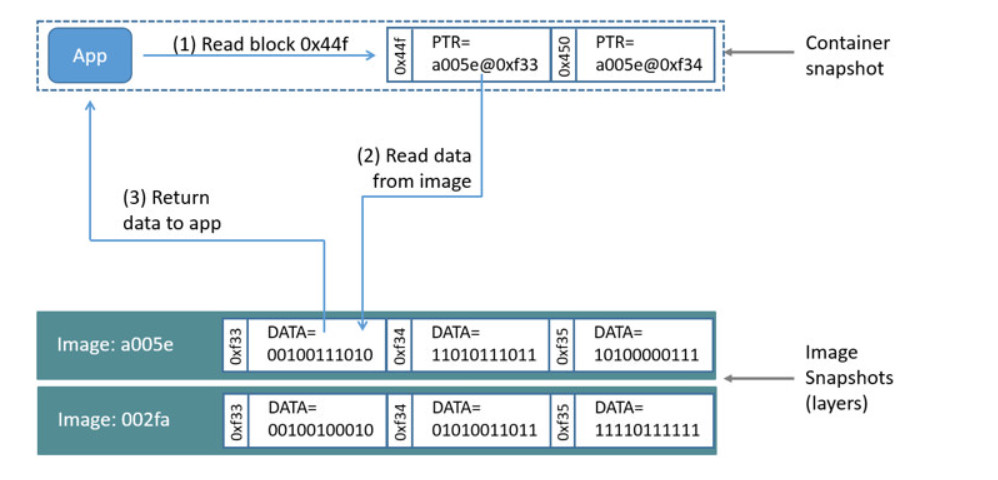 App
(1) Read block 0x44f
0x44f
PTR=
a005e@0xf33
0x450
PTR=
a005e@0xf34
Container
snapshot
(2) Read data
from image
(3) Return
data to app
Image: a005e
0xf33
DATA=
00100111010
0xf34
DATA=
11010111011
0xf35
DATA=
10100000111
Image: 002fa
0xf33
DATA=
00100100010
0xf34
DATA=
01010011011
0xf35
DATA=
11110111111
Image
Snapshots
(layers)